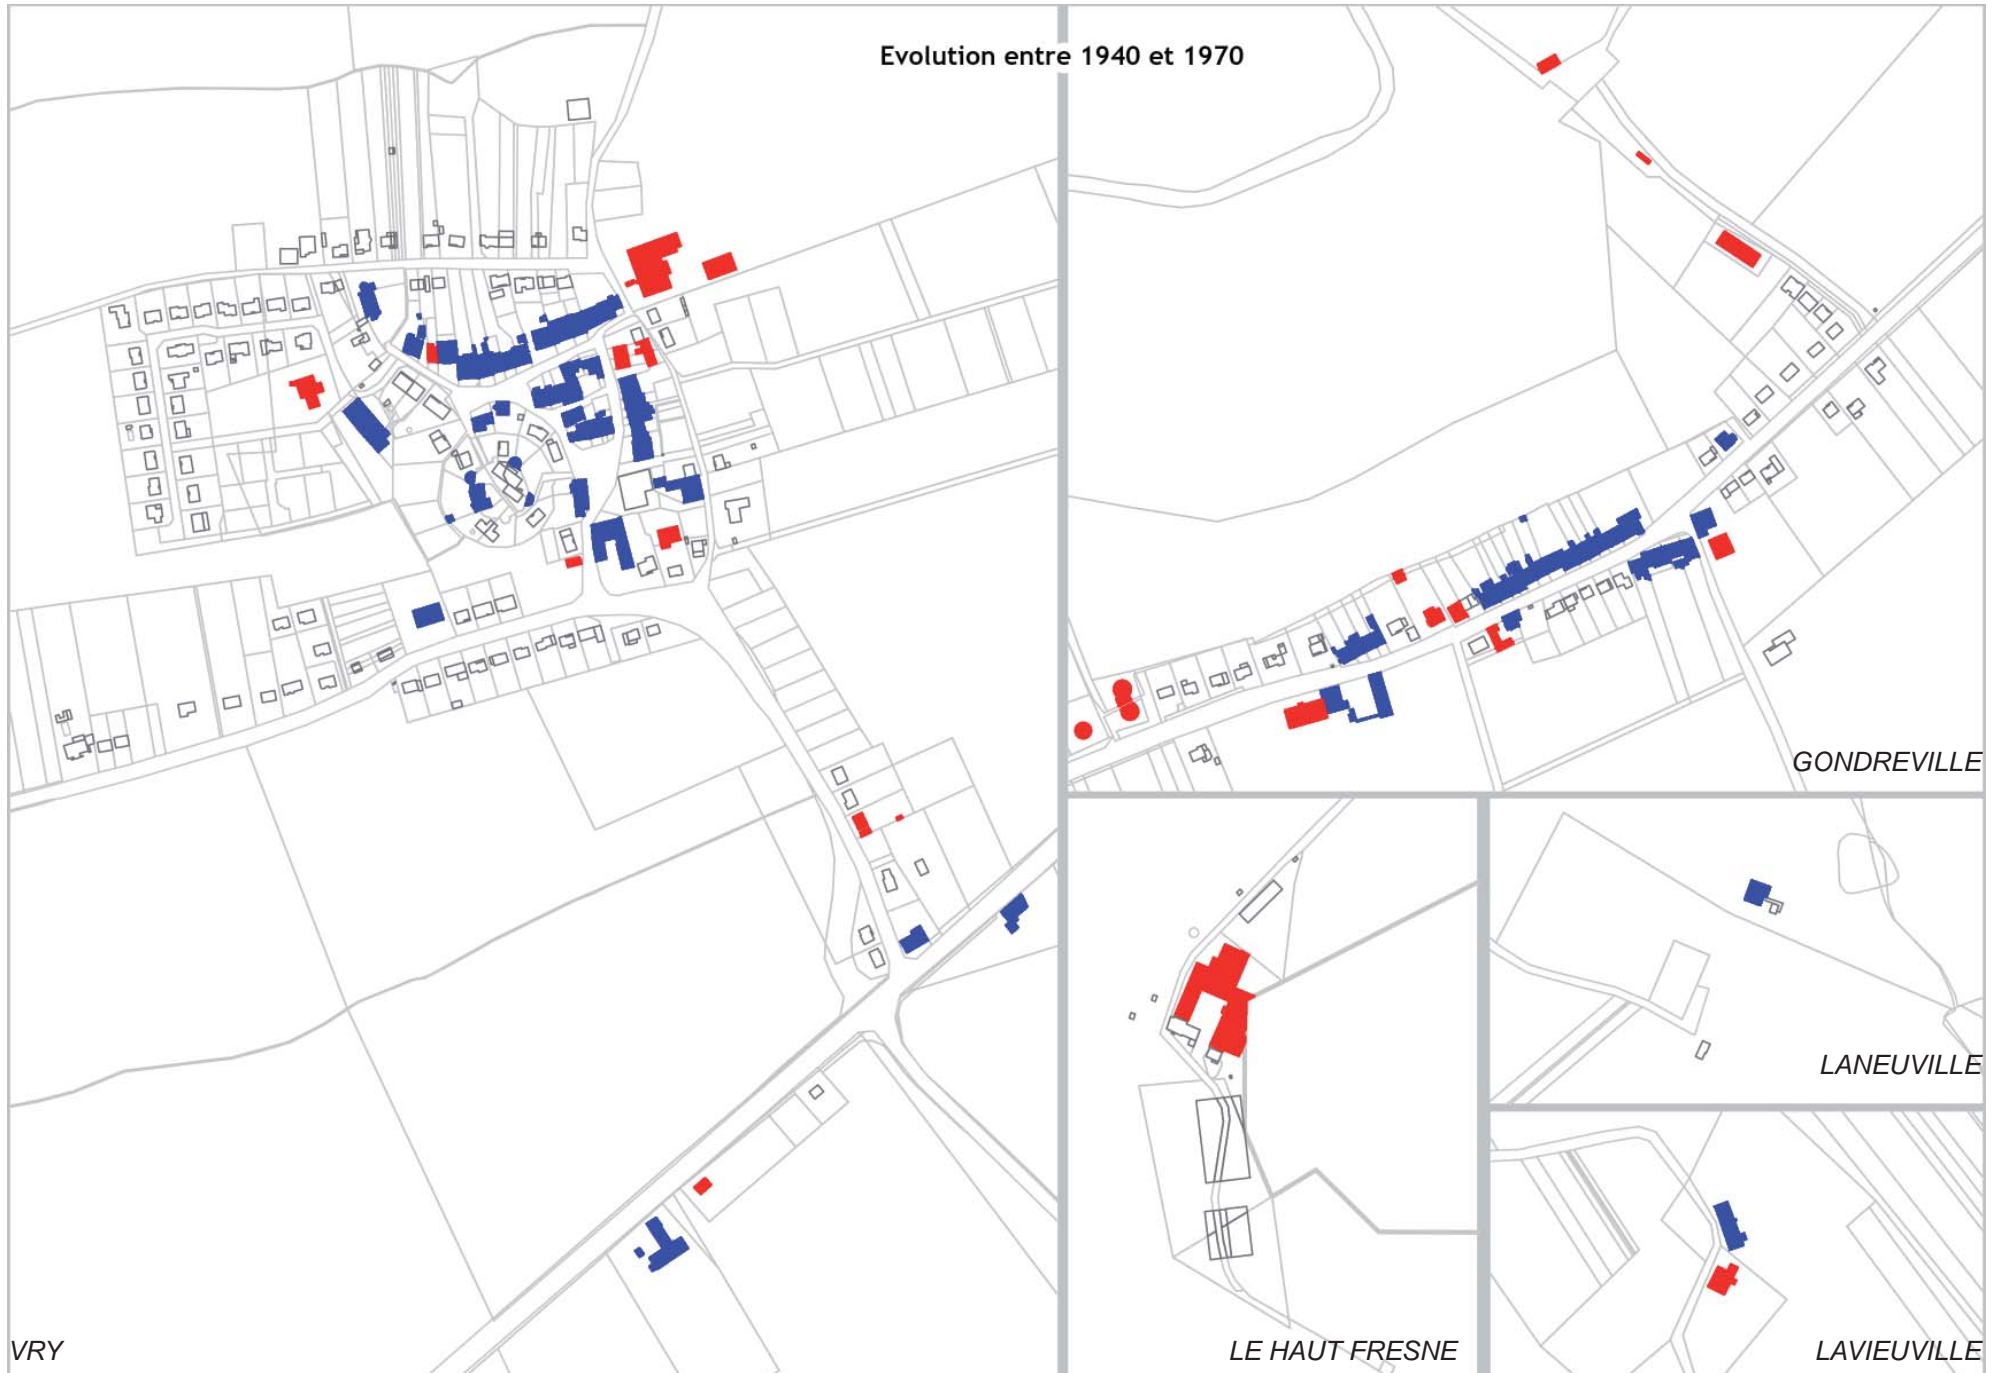 Evolution entre 1940 et 1970
GONDREVILLE
LANEUVILLE
VRY
LE HAUT FRESNE
LAVIEUVILLE